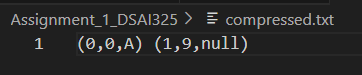 Assignment_1_DSAI325 > compressed.txt
1 (0,0,A) (1,9,null)